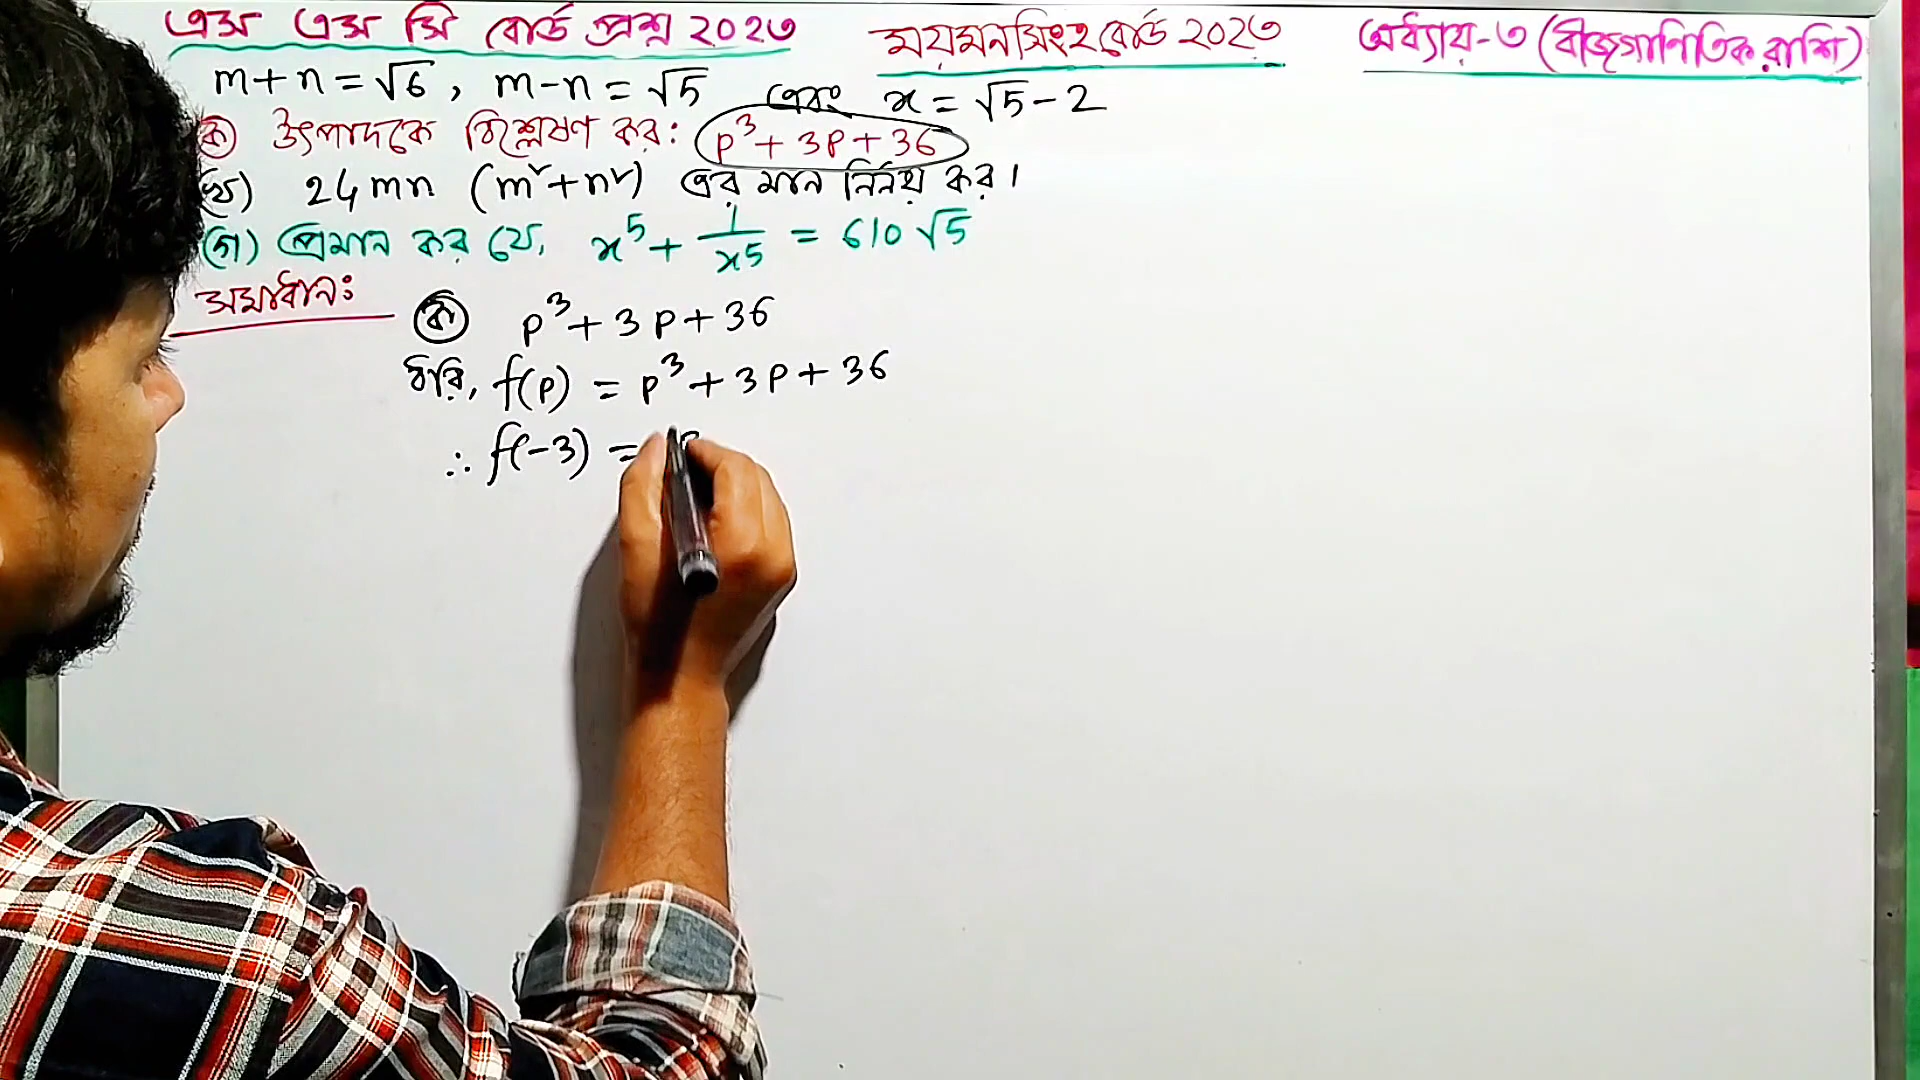 এস এস সি বোর্ড প্রশ্ন ২০২৩ ময়মনসিংহ বোর্ড ২০২৩ অধ্যায়-৩ (বীজগাণিতিক রাশি)
m+n=√6, m-n=√5 এবং x=√5-2
(ক) উৎপাদকে বিশ্লেষণ কর: p³+3p+36
(খ) 24mn (m²+n²) এর মান নির্নয় কর।
(গ) প্রমান কর যে, x⁵+1/x⁵=610√5
সমাধান:
(ক) p³+3p+36
ধরি, f(p) = p³+3p+36
∴ f(-3) =